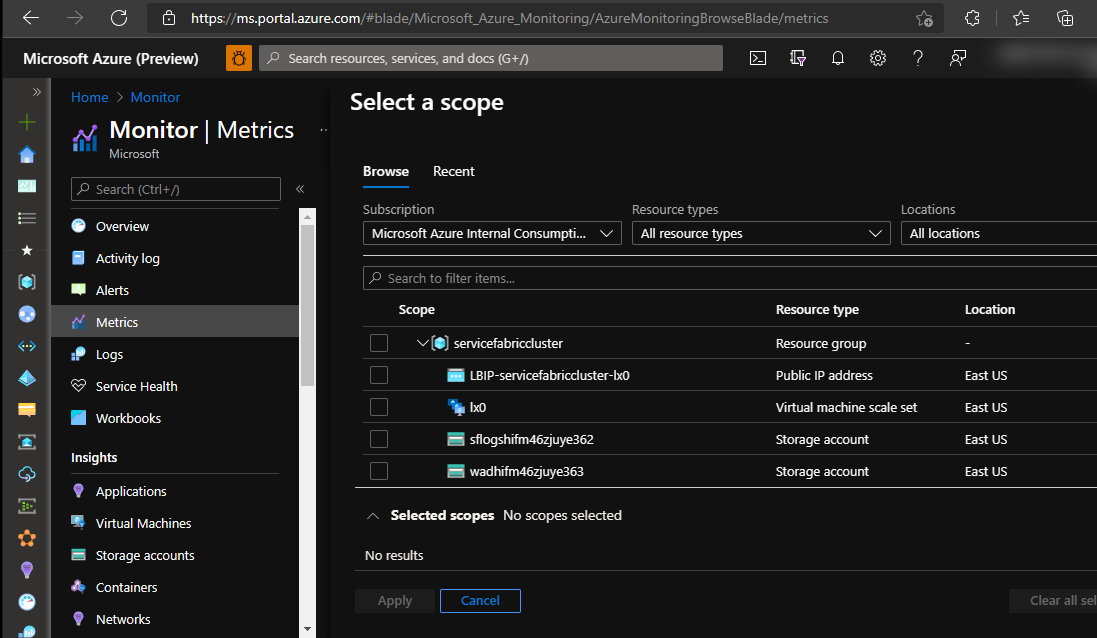 https://ms.portal.azure.com/#blade/Microsoft_Azure_Monitoring/AzureMonitoringBrowseBlade/metrics
Microsoft Azure (Preview)
Search resources, services, and docs (G+/)
Home > Monitor
Monitor | Metrics
...
Microsoft
Search (Ctrl+/)
Overview
Activity log
Alerts
Metrics
Logs
Service Health
Workbooks
Insights
Applications
Virtual Machines
Storage accounts
Containers
Networks
Select a scope
Browse Recent
Subscription Resource types Locations
Microsoft Azure Internal Consumpti... All resource types All locations
Search to filter items...
Scope Resource type Location
servicefabriccluster Resource group -
LBIP-servicefabriccluster-lx0 Public IP address East US
lx0 Virtual machine scale set East US
sflogshifm46zjuye362 Storage account East US
wadhifm46zjuye363 Storage account East US
Selected scopes No scopes selected
No results
Apply Cancel Clear all sel